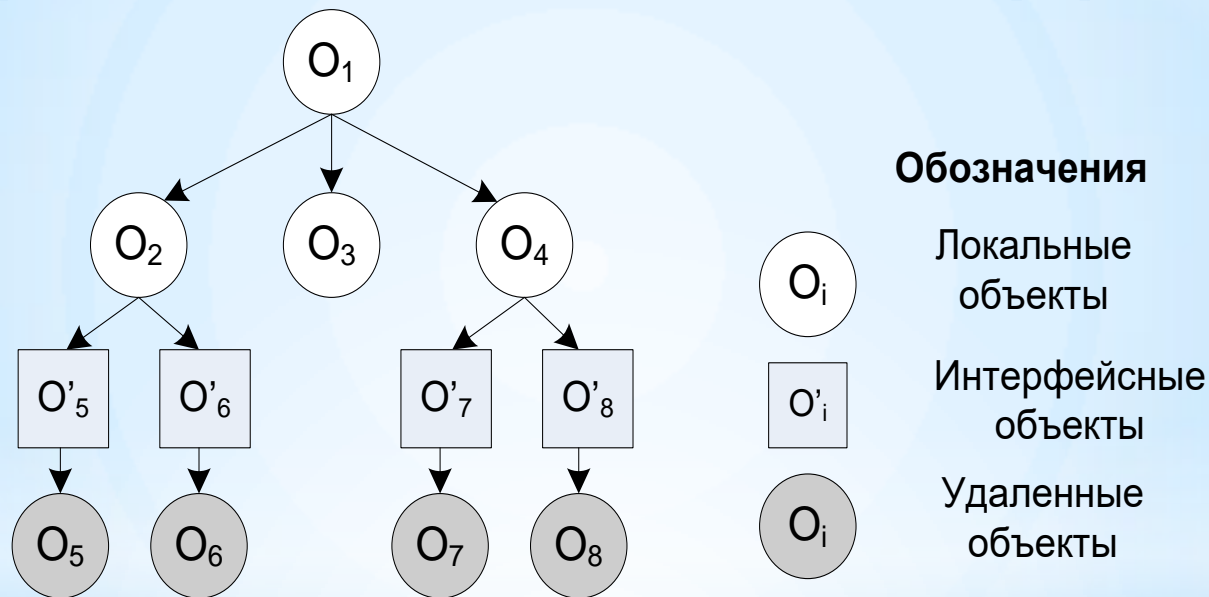 O₁
O₂ O₃ O₄
O'₅ O'₆ O'₇ O'₈
O₅ O₆ O₇ O₈
Обозначения
Oᵢ
Локальные
объекты
O'ᵢ
Интерфейсные
объекты
Oᵢ
Удаленные
объекты